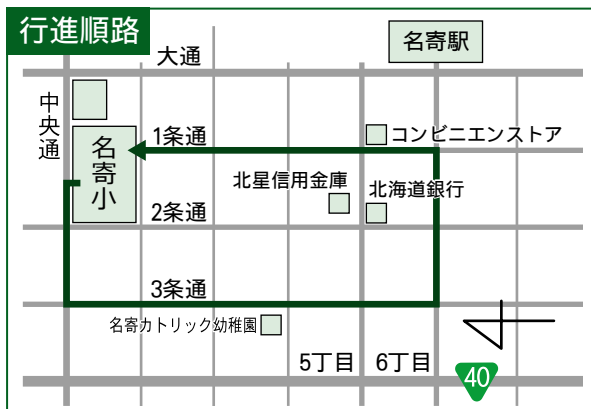 行進順路
名寄駅
大通
中央通
1条通
コンビニエンストア
名寄小
北星信用金庫
北海道銀行
2条通
3条通
名寄カトリック幼稚園
5丁目
6丁目
40